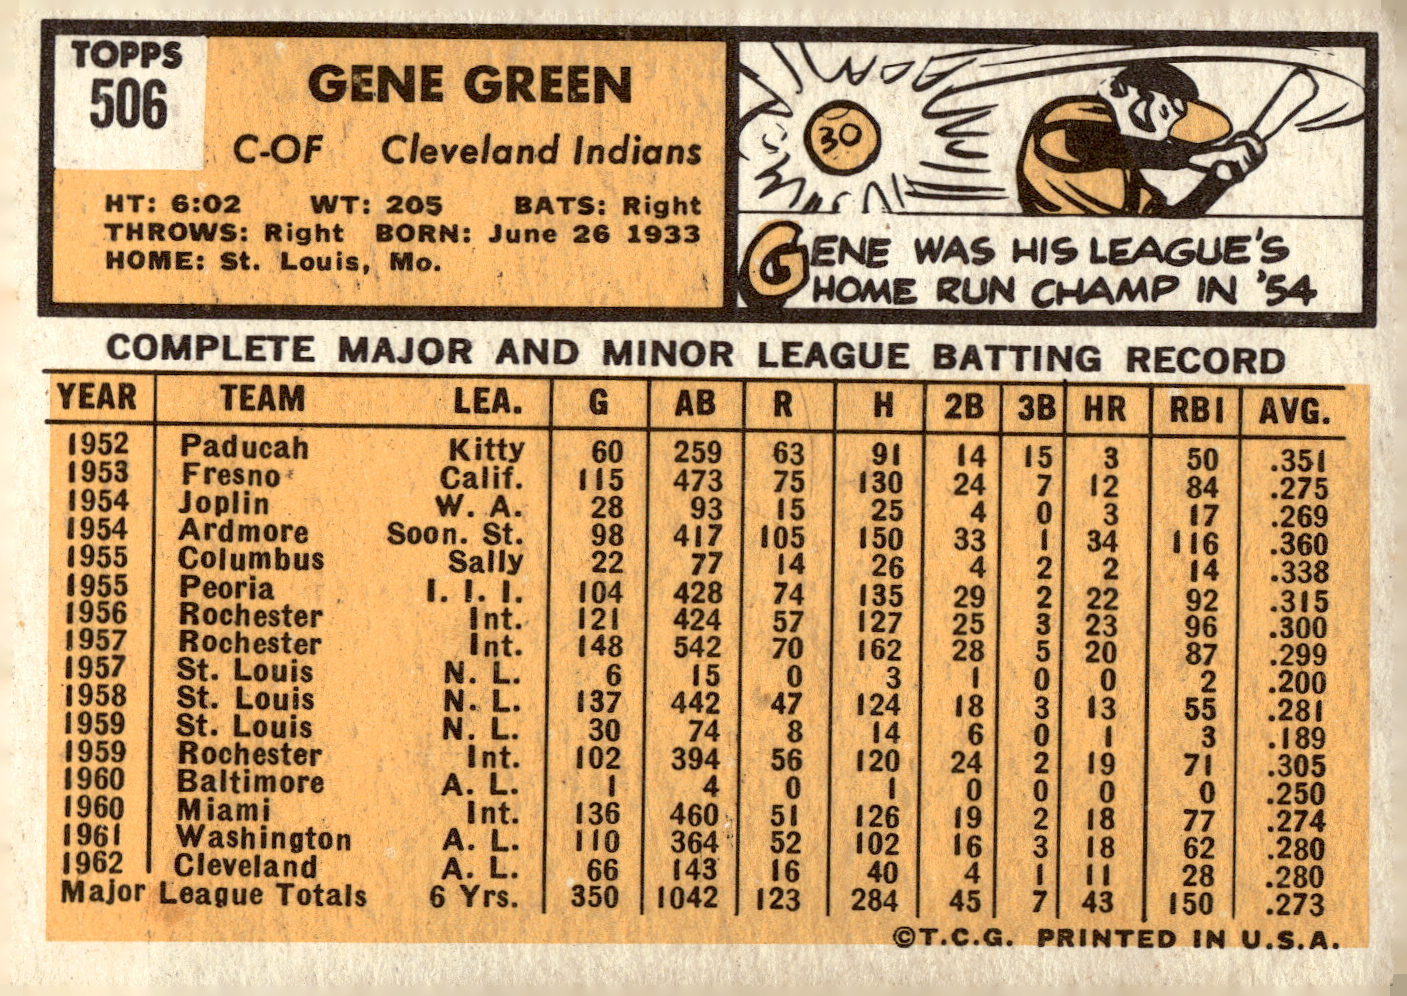 TOPPS
506
GENE GREEN
C-OF Cleveland Indians
HT: 6:02 WT: 205 BATS: Right
THROWS: Right BORN: June 26 1933
HOME: St. Louis, Mo.
30
GENE WAS HIS LEAGUE'S
HOME RUN CHAMP IN '54
COMPLETE MAJOR AND MINOR LEAGUE BATTING RECORD
YEAR TEAM LEA. G AB R H 2B 3B HR RBI AVG.
1952 Paducah Kitty 60 259 63 91 14 15 3 50 .351
1953 Fresno Calif. 115 473 75 130 24 7 12 84 .275
1954 Joplin W. A. 28 93 15 25 4 0 3 17 .269
1954 Ardmore Soon. St. 98 417 105 150 33 1 34 116 .360
1955 Columbus Sally 22 77 14 26 4 2 2 14 .338
1955 Peoria I. I. I. 104 428 74 135 29 2 22 92 .315
1956 Rochester Int. 121 424 57 127 25 3 23 96 .300
1957 Rochester Int. 148 542 70 162 28 5 20 87 .299
1957 St. Louis N. L. 6 15 0 3 1 0 0 2 .200
1958 St. Louis N. L. 137 442 47 124 18 3 13 55 .281
1959 St. Louis N. L. 30 74 8 14 6 0 1 3 .189
1959 Rochester Int. 102 394 56 120 24 2 19 71 .305
1960 Baltimore A. L. 1 4 0 1 0 0 0 0 .250
1960 Miami Int. 136 460 51 126 19 2 18 77 .274
1961 Washington A. L. 110 364 52 102 16 3 18 62 .280
1962 Cleveland A. L. 66 143 16 40 4 1 11 28 .280
Major League Totals 6 Yrs. 350 1042 123 284 45 7 43 150 .273
©T.C.G. PRINTED IN U.S.A.